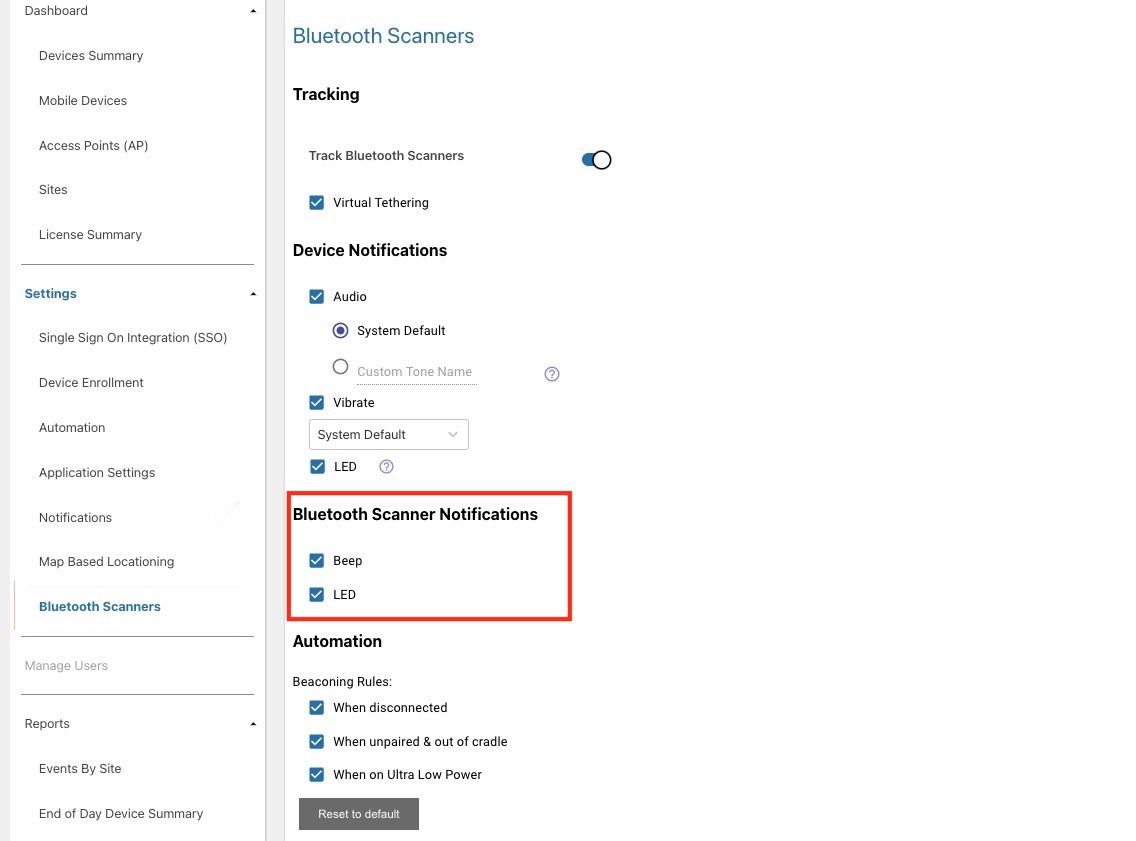 Dashboard
Devices Summary
Mobile Devices
Access Points (AP)
Sites
License Summary
Settings
Single Sign On Integration (SSO)
Device Enrollment
Automation
Application Settings
Notifications
Map Based Locationing
Bluetooth Scanners
Manage Users
Reports
Events By Site
End of Day Device Summary
Bluetooth Scanners
Tracking
Track Bluetooth Scanners
Virtual Tethering
Device Notifications
Audio
System Default
Custom Tone Name ?
Vibrate
System Default
LED ?
Bluetooth Scanner Notifications
Beep
LED
Automation
Beaconing Rules:
When disconnected
When unpaired & out of cradle
When on Ultra Low Power
Reset to default